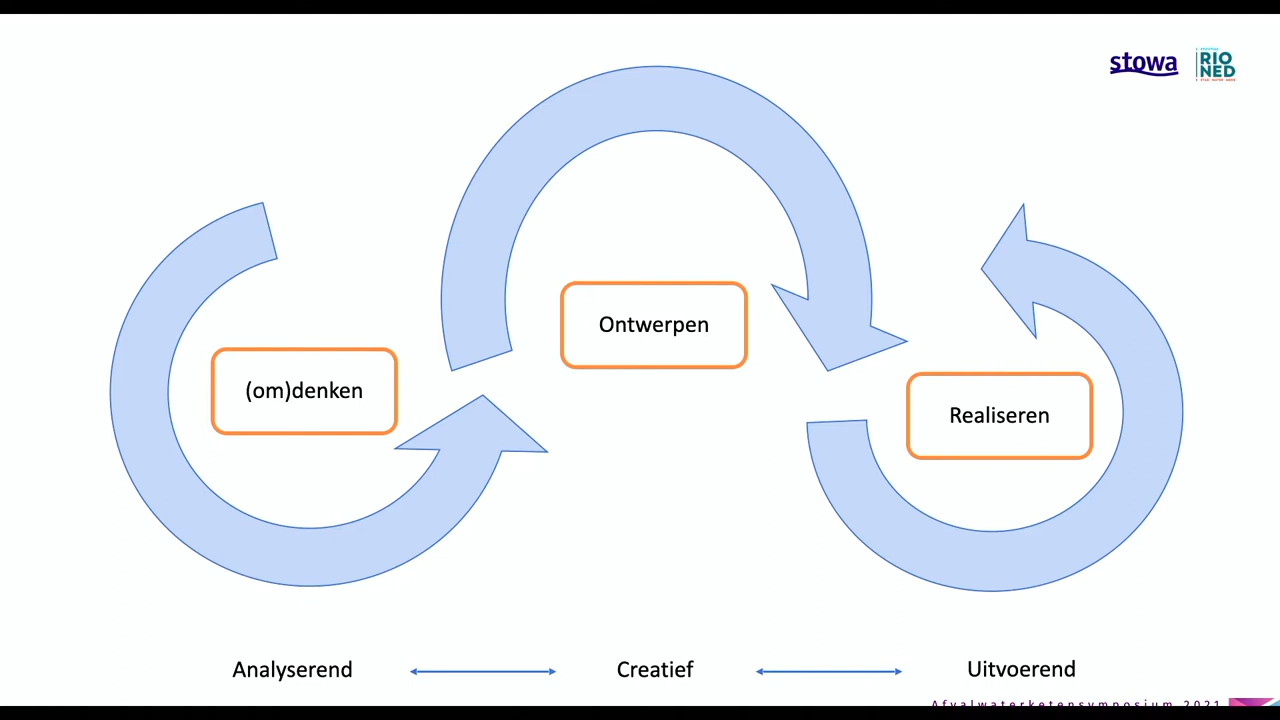 stowa
RIO
NED
Ontwerpen
(om)denken
Realiseren
Analyserend
Creatief
Uitvoerend
Afvalwaterketensymposium 2021